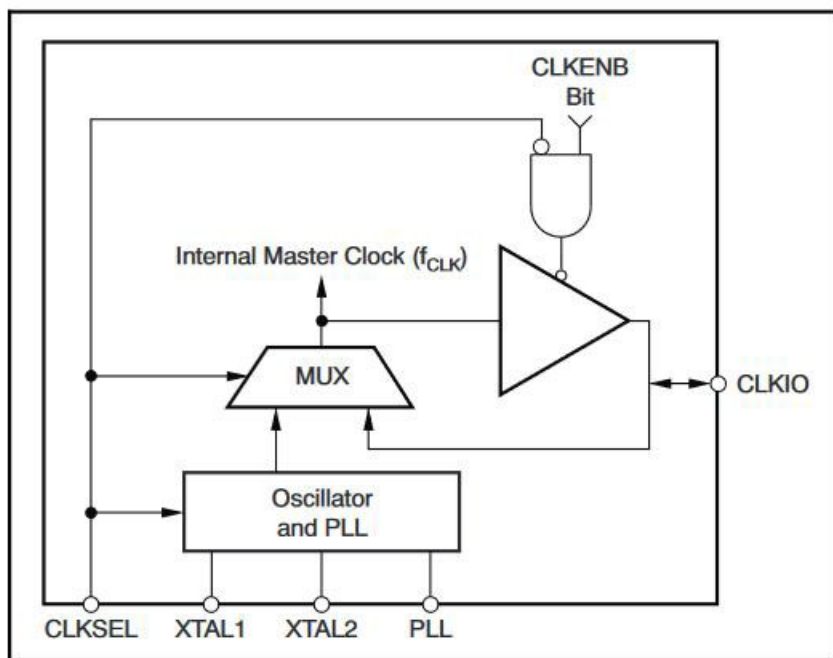 CLKENB
Bit
Internal Master Clock (fCLK)
MUX
CLKIO
Oscillator
and PLL
CLKSEL XTAL1 XTAL2 PLL